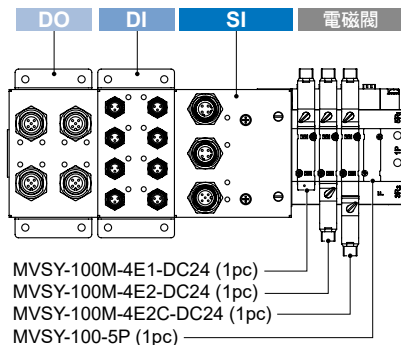 DO DI SI 電磁閥
1P
MVSY-100M-4E1-DC24 (1pc)
MVSY-100M-4E2-DC24 (1pc)
MVSY-100M-4E2C-DC24 (1pc)
MVSY-100-5P (1pc)